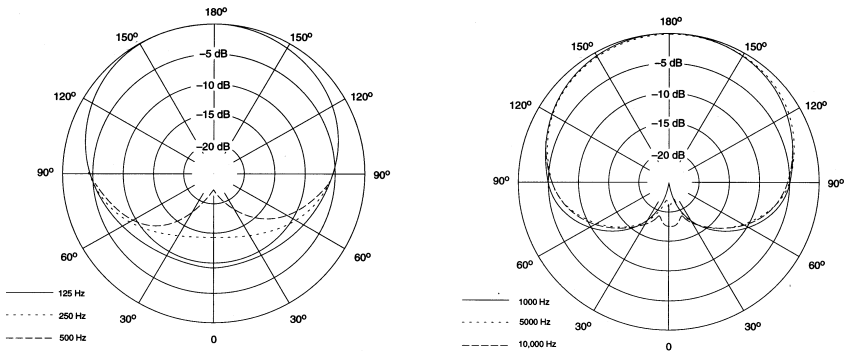 180º
150º
150º
–5 dB
120º
120º
–10 dB
–15 dB
–20 dB
90º
90º
60º
60º
30º
30º
0
125 Hz
250 Hz
500 Hz
180º
150º
150º
–5 dB
120º
120º
–10 dB
–15 dB
–20 dB
90º
90º
60º
60º
30º
30º
0
1000 Hz
5000 Hz
10,000 Hz